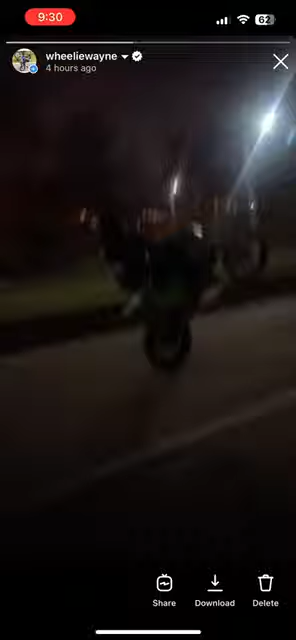 9:30
62
wheeliewayne
4 hours ago
Share
Download
Delete